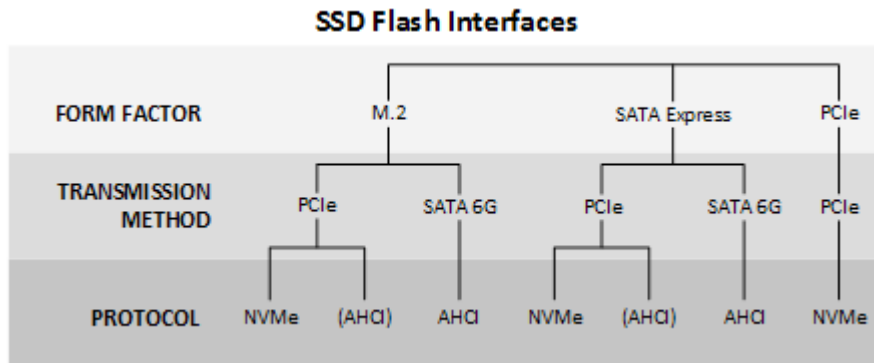 SSD Flash Interfaces
FORM FACTOR M.2 SATA Express PCIe
TRANSMISSION
METHOD PCIe SATA 6G PCIe SATA 6G PCIe
PROTOCOL NVMe (AHCI) AHCI NVMe (AHCI) AHCI NVMe